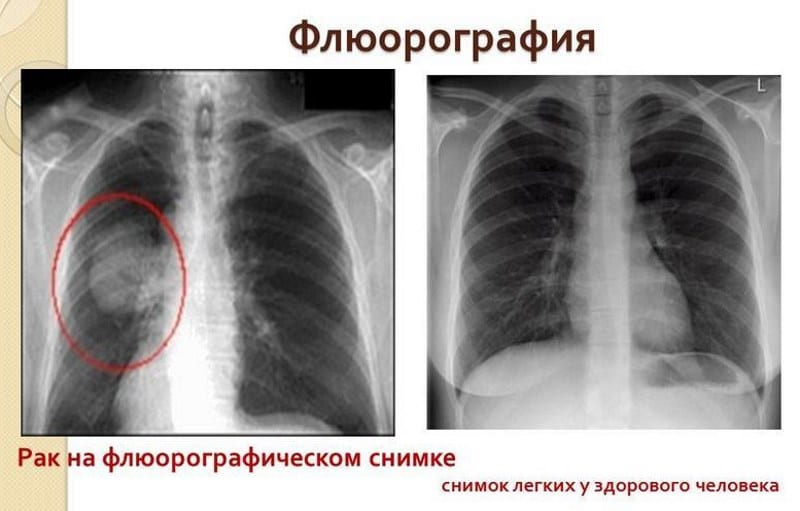 Флюорография
L
Рак на флюорографическом снимке
снимок легких у здорового человека